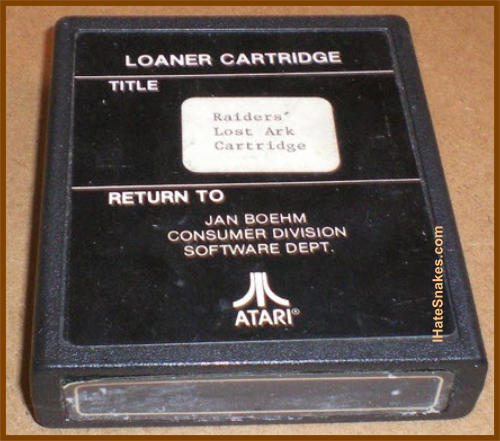 LOANER CARTRIDGE
TITLE
Raiders'
Lost Ark
Cartridge
RETURN TO
JAN BOEHM
CONSUMER DIVISION
SOFTWARE DEPT.
ATARI®
IHateSnakes.com